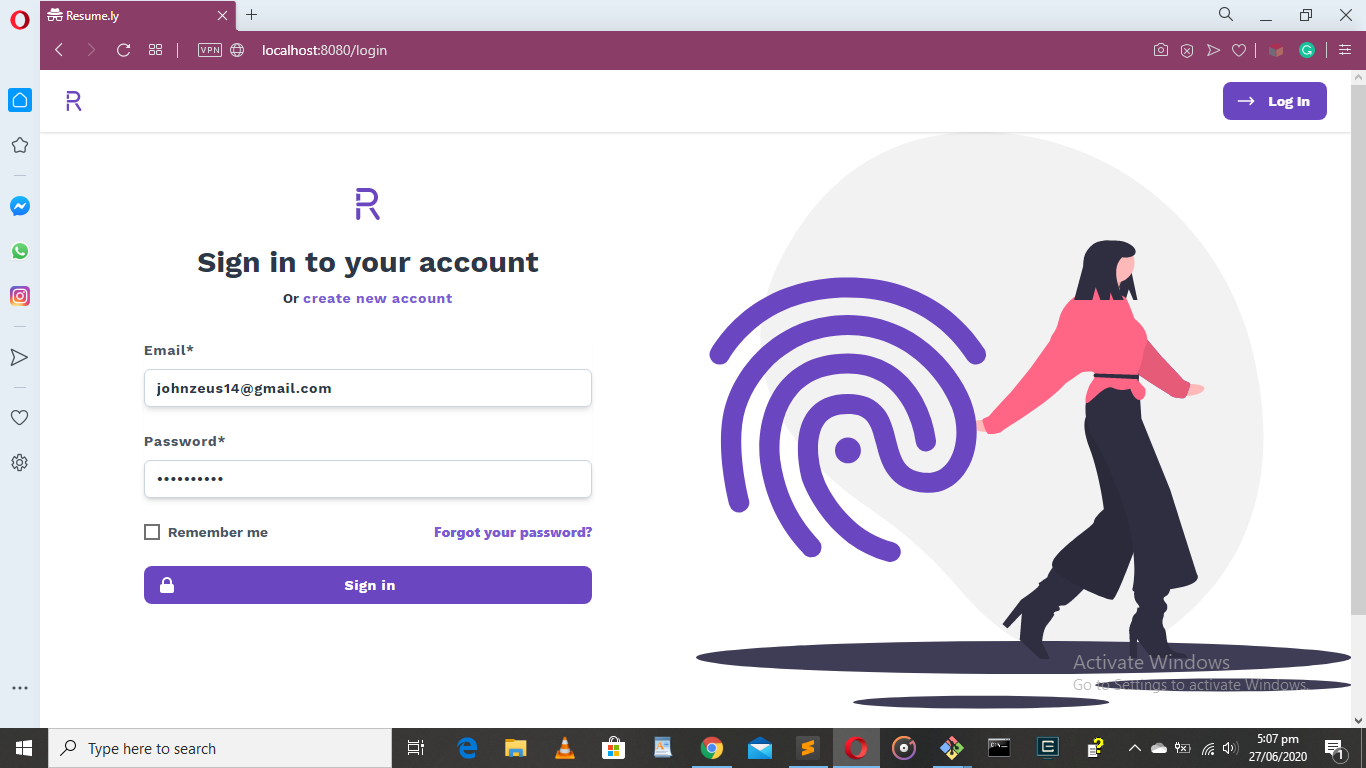 Resume.ly
VPN
localhost:8080/login
R
Log In
R
Sign in to your account
Or create new account
Email*
johnzeus14@gmail.com
Password*
••••••••••
Remember me
Forgot your password?
Sign in
Activate Windows
Go to Settings to activate Windows.
Type here to search
5:07 pm
27/06/2020
1